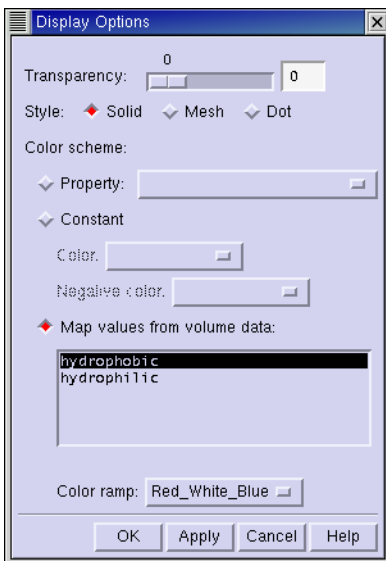 Display Options
0
Transparency: 0
Style: Solid Mesh Dot
Color scheme:
Property:
Constant
Color.
Negative color.
Map values from volume data:
hydrophobic
hydrophilic
Color ramp: Red_White_Blue
OK Apply Cancel Help